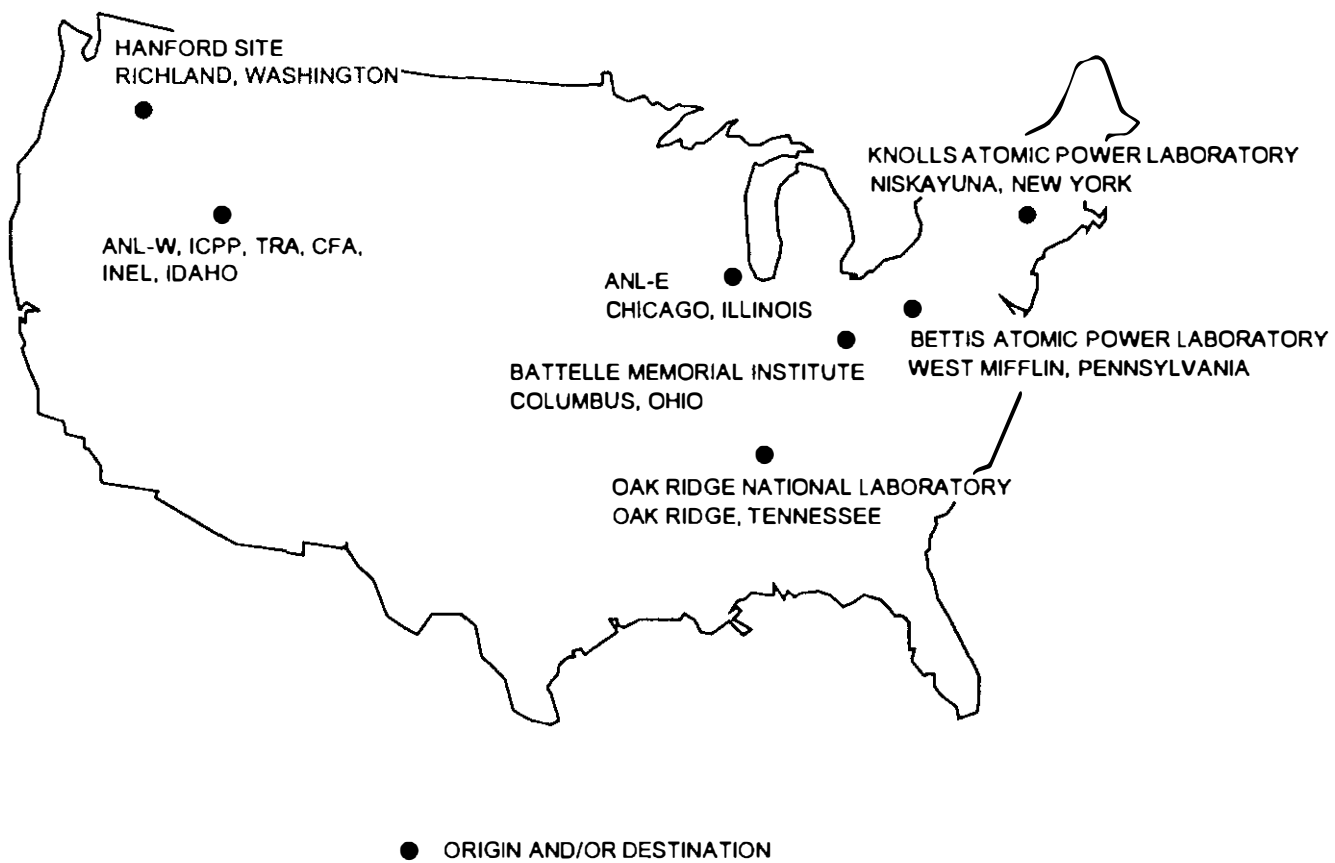 HANFORD SITE
RICHLAND, WASHINGTON
KNOLLS ATOMIC POWER LABORATORY
NISKAYUNA, NEW YORK
ANL-W, ICPP, TRA, CFA,
INEL, IDAHO
ANL-E
CHICAGO, ILLINOIS
BETTIS ATOMIC POWER LABORATORY
WEST MIFFLIN, PENNSYLVANIA
BATTELLE MEMORIAL INSTITUTE
COLUMBUS, OHIO
OAK RIDGE NATIONAL LABORATORY
OAK RIDGE, TENNESSEE
ORIGIN AND/OR DESTINATION